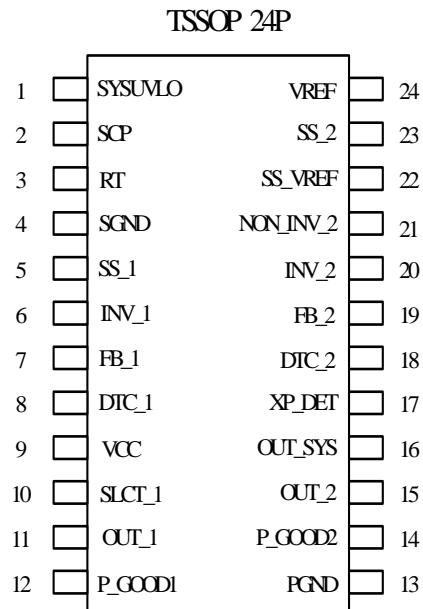 TSSOP 24P
1 SYSUVLO VREF 24
2 SCP SS_2 23
3 RT SS_VREF 22
4 SGND NON_INV_2 21
5 SS_1 INV_2 20
6 INV_1 FB_2 19
7 FB_1 DTC_2 18
8 DTC_1 XP_DET 17
9 VCC OUT_SYS 16
10 SLCT_1 OUT_2 15
11 OUT_1 P_GOOD2 14
12 P_GOOD1 PGND 13